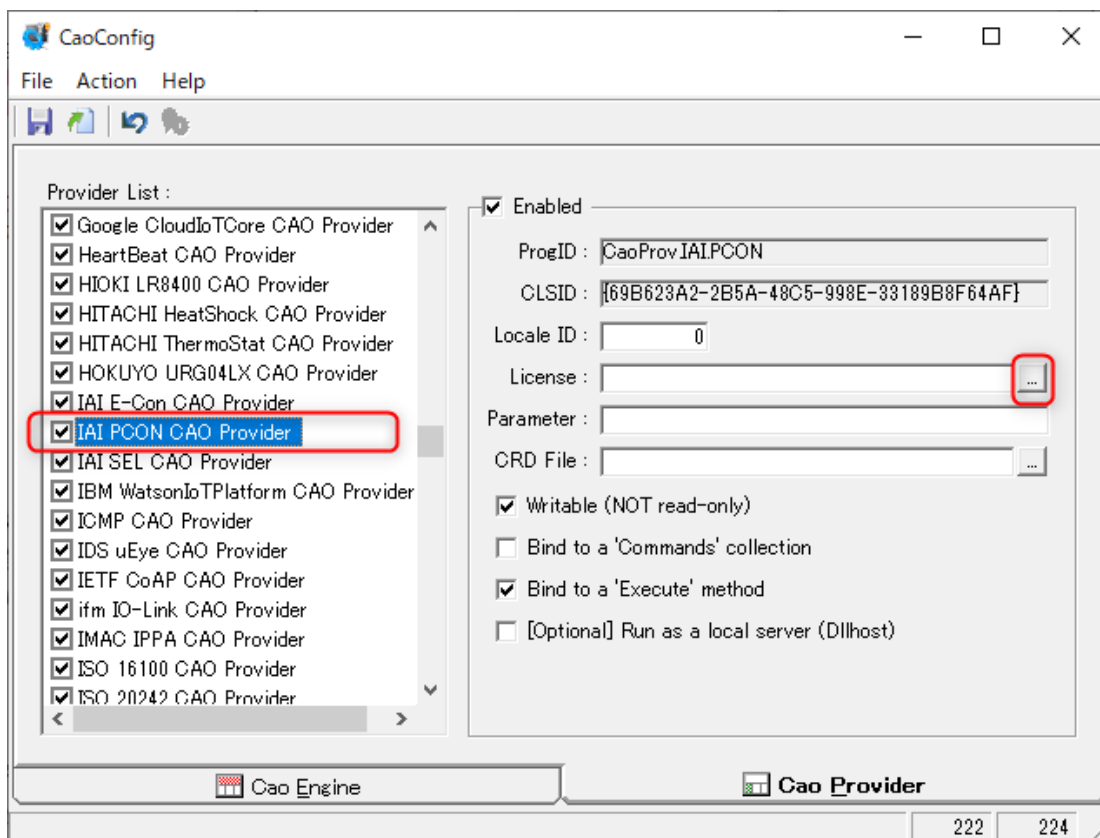 CaoConfig
File Action Help
Provider List :
Google CloudIoTCore CAO Provider
HeartBeat CAO Provider
HIOKI LR8400 CAO Provider
HITACHI HeatShock CAO Provider
HITACHI ThermoStat CAO Provider
HOKUYO URG04LX CAO Provider
IAI E-Con CAO Provider
IAI PCON CAO Provider
IAI SEL CAO Provider
IBM WatsonIoTPlatform CAO Provider
ICMP CAO Provider
IDS uEye CAO Provider
IETF CoAP CAO Provider
ifm IO-Link CAO Provider
IMAC IPPA CAO Provider
ISO 16100 CAO Provider
ISO 20242 CAO Provider
Enabled
ProgID : CaoProv.IAI.PCON
CLSID : {69B623A2-2B5A-48C5-998E-33189B8F64AF}
Locale ID : 0
License : ...
Parameter :
CRD File : ...
Writable (NOT read-only)
Bind to a 'Commands' collection
Bind to a 'Execute' method
[Optional] Run as a local server (Dllhost)
Cao Engine
Cao Provider
222 224